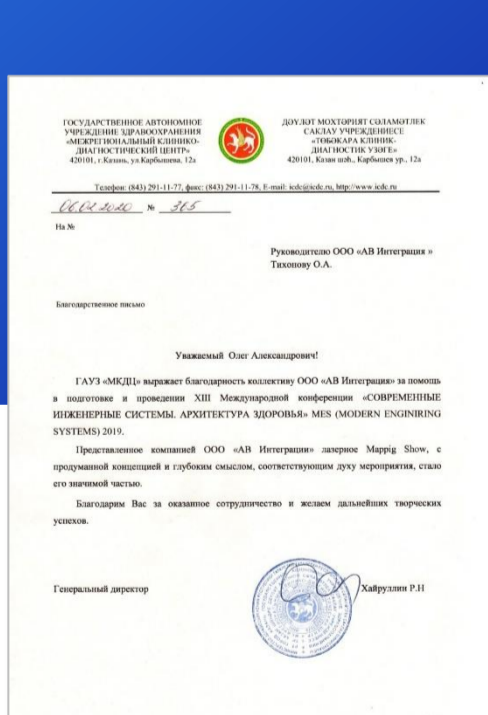 ГОСУДАРСТВЕННОЕ АВТОНОМНОЕ
УЧРЕЖДЕНИЕ ЗДРАВООХРАНЕНИЯ
«МЕЖРЕГИОНАЛЬНЫЙ КЛИНИКО-
ДИАГНОСТИЧЕСКИЙ ЦЕНТР»
420101, г.Казань, ул.Карбышева, 12а
ДӘҮЛӘТ МОХТӘРИЯТ СӘЛАМӘТЛЕК
САКЛАУ УЧРЕЖДЕНИЕСЕ
«ТӨБӘКАРА КЛИНИК-
ДИАГНОСТИК ҮЗӘГЕ»
420101, Казан шәһ., Карбышев ур., 12а
Телефон: (843) 291-11-77, факс: (843) 291-11-78, E-mail: icdc@icdc.ru, http://www.icdc.ru
06.02.2020 № 365
На №
Руководителю ООО «АВ Интеграция »
Тихонову О.А.
Благодарственное письмо
Уважаемый Олег Александрович!
ГАУЗ «МКДЦ» выражает благодарность коллективу ООО «АВ Интеграция» за помощь
в подготовке и проведении XIII Международной конференции «СОВРЕМЕННЫЕ
ИНЖЕНЕРНЫЕ СИСТЕМЫ. АРХИТЕКТУРА ЗДОРОВЬЯ» MES (MODERN ENGINIRING
SYSTEMS) 2019.
Представленное компанией ООО «АВ Интеграции» лазерное Mappig Show, с
продуманной концепцией и глубоким смыслом, соответствующим духу мероприятия, стало
его значимой частью.
Благодарим Вас за оказанное сотрудничество и желаем дальнейших творческих
успехов.
Генеральный директор
Хайруллин Р.Н